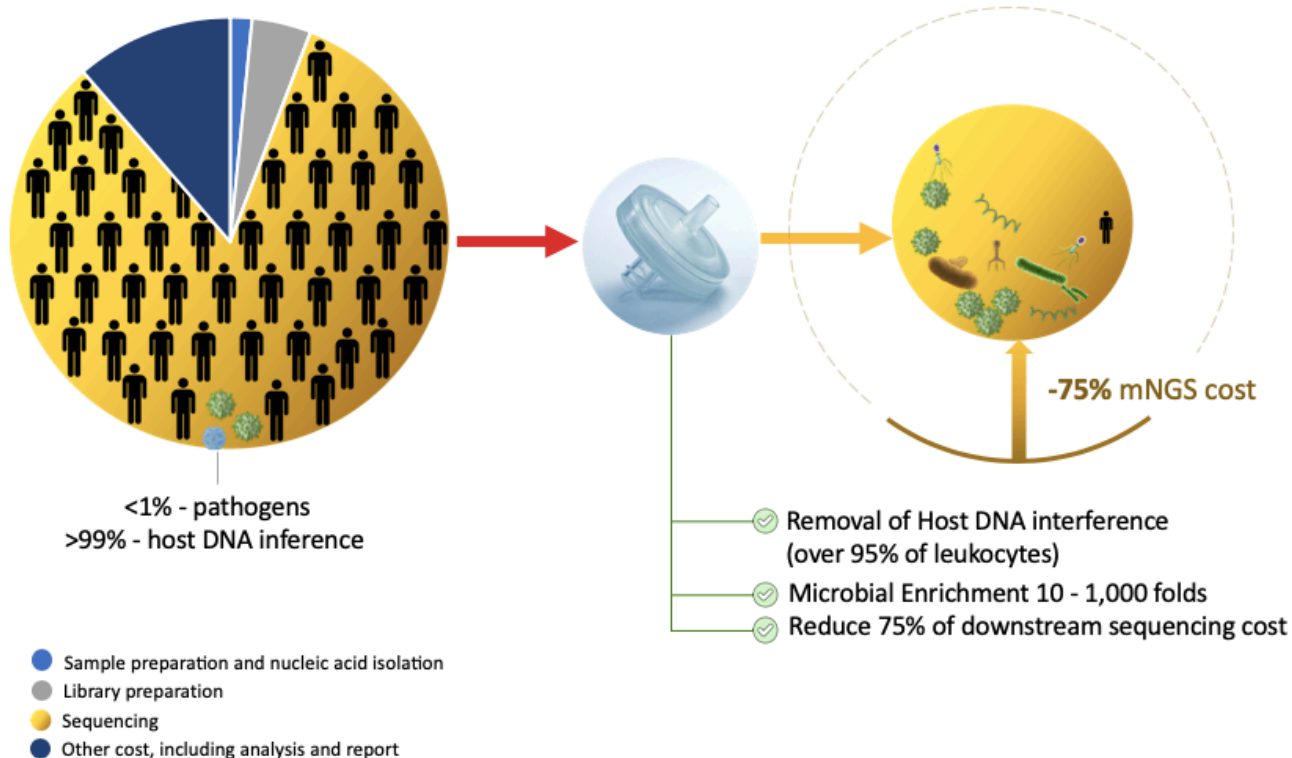 <1% - pathogens
>99% - host DNA inference
-75% mNGS cost
Removal of Host DNA interference
(over 95% of leukocytes)
Microbial Enrichment 10 - 1,000 folds
Reduce 75% of downstream sequencing cost
Sample preparation and nucleic acid isolation
Library preparation
Sequencing
Other cost, including analysis and report